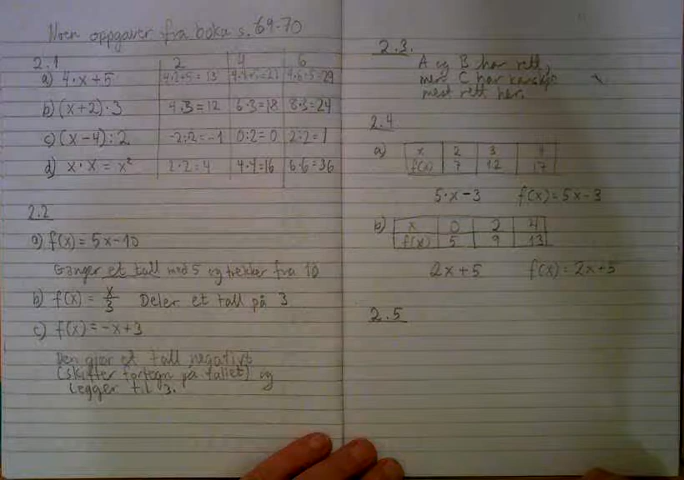 Noen oppgaver fra boka s. 69-70
2.1
2 4 6
a) 4·x+5 4·2+5=13 4·4+5=21 4·6+5=29
b) (x+2)·3 4·3=12 6·3=18 8·3=24
c) (x-4):2 -2:2=-1 0:2=0 2:2=1
d) x·x=x² 2·2=4 4·4=16 6·6=36
2.2
a) f(x)=5x-10
Ganger et tall med 5 og trekker fra 10
b) f(x)=x/3 Deler et tall på 3
c) f(x)=-x+3
Den gjør et tall negativt
(skifter fortegn på tallet) og
legger til 3.
2.3.
A og B har rett,
men C har kanskje
mest rett her.
2.4
a) x 2 3 4
f(x) 7 12 17
5·x-3 f(x)=5x-3
b) x 0 2 4
f(x) 5 9 13
2x+5 f(x)=2x+5
2.5